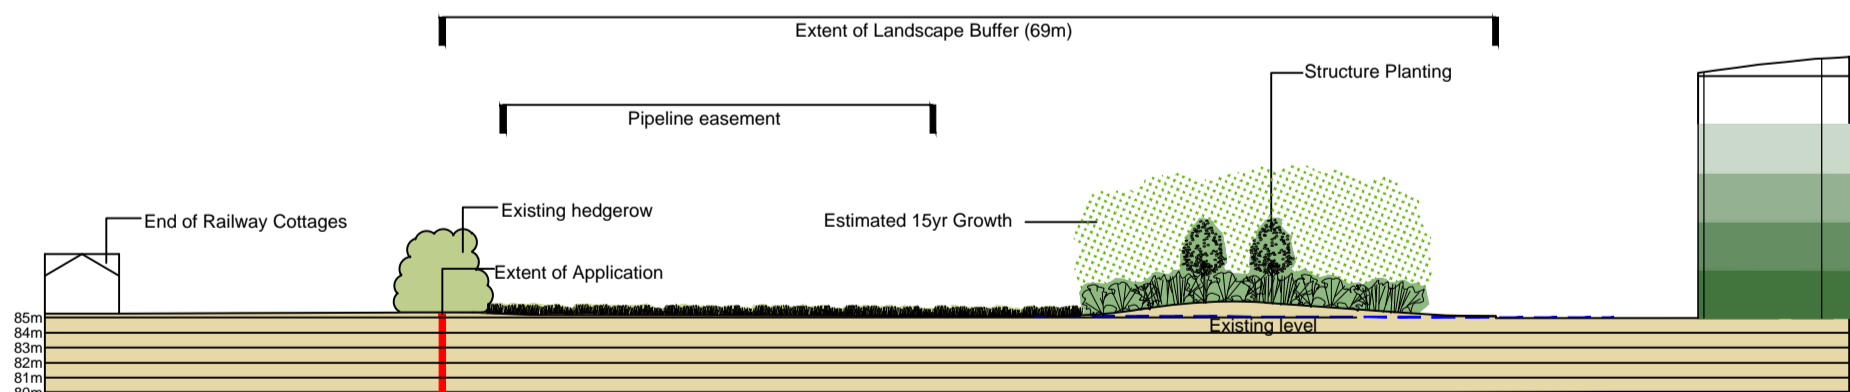 Extent of Landscape Buffer (69m)
Structure Planting
Pipeline easement
End of Railway Cottages
Existing hedgerow
Estimated 15yr Growth
Extent of Application
85m
Existing level
84m
83m
82m
81m
80m